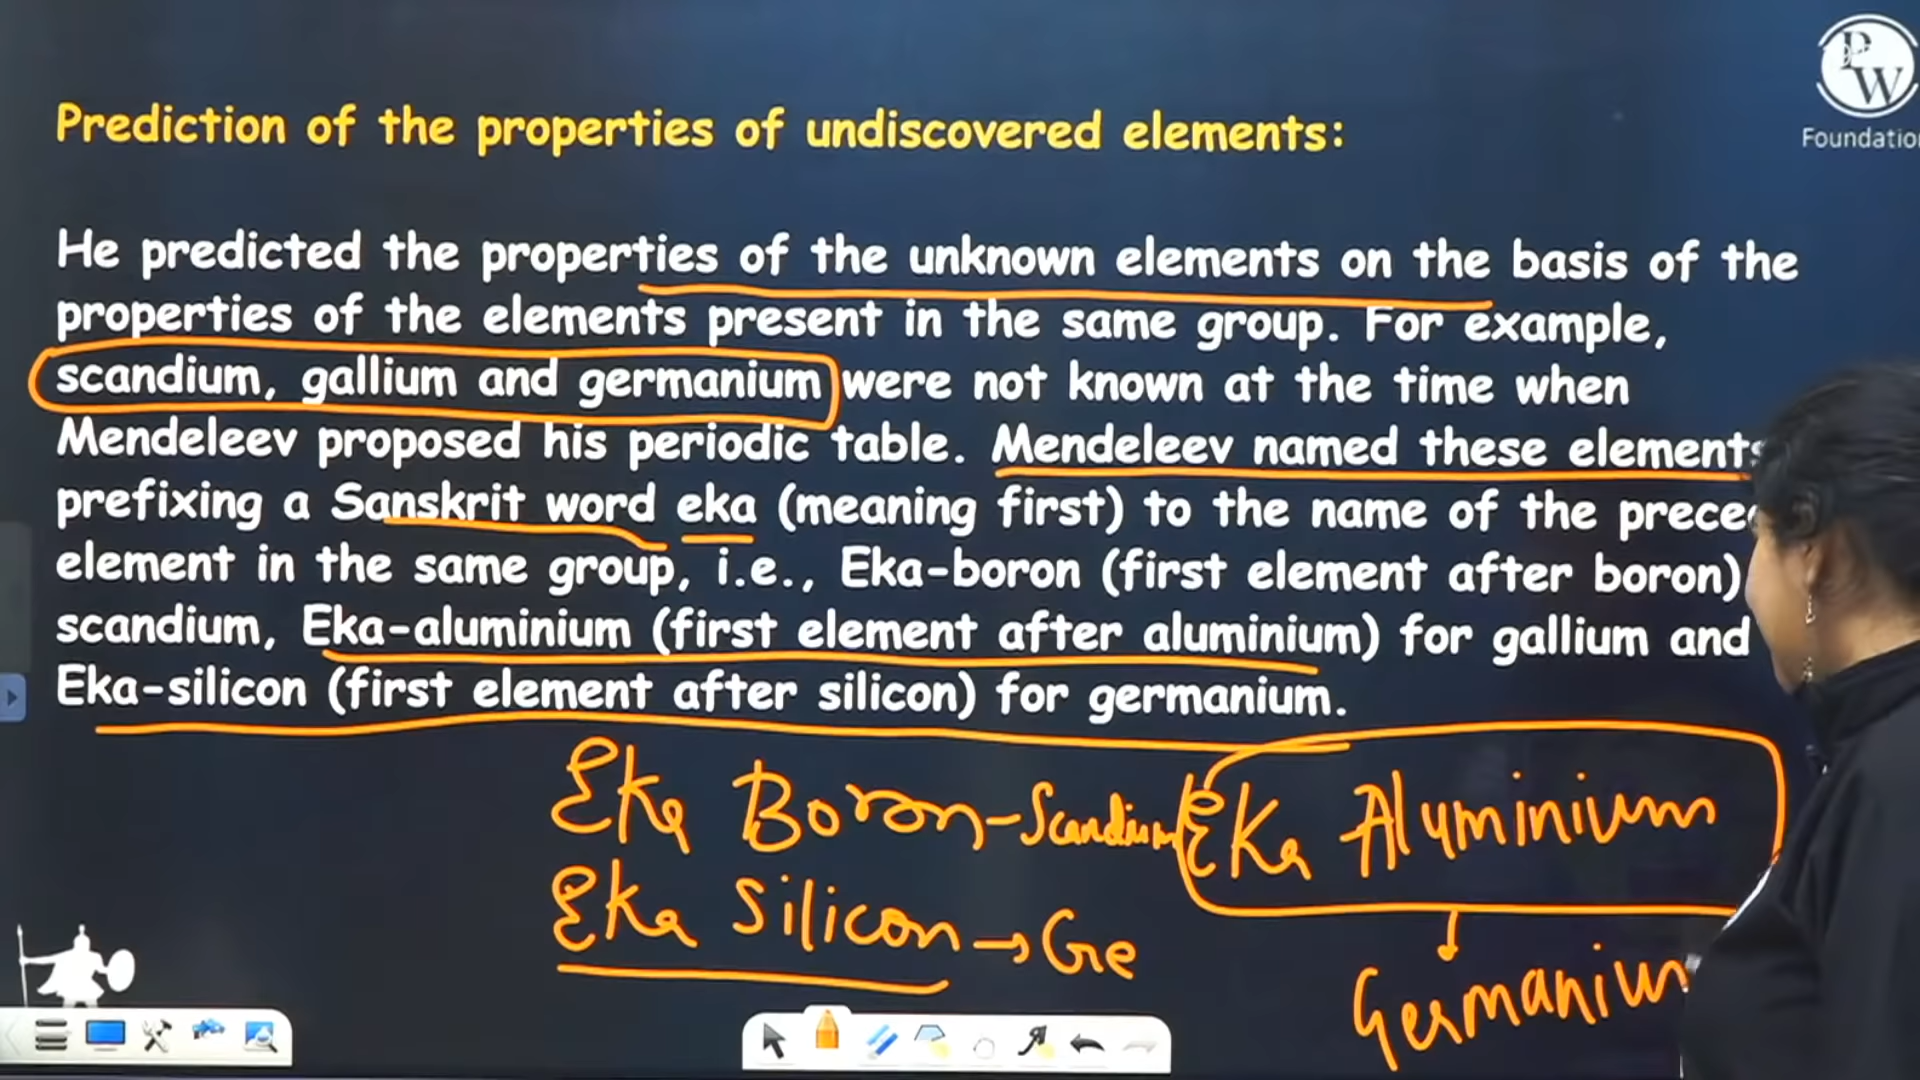 PW
Foundation
Prediction of the properties of undiscovered elements:
He predicted the properties of the unknown elements on the basis of the
properties of the elements present in the same group. For example,
scandium, gallium and germanium were not known at the time when
Mendeleev proposed his periodic table. Mendeleev named these elements
prefixing a Sanskrit word eka (meaning first) to the name of the prece
element in the same group, i.e., Eka-boron (first element after boron)
scandium, Eka-aluminium (first element after aluminium) for gallium and
Eka-silicon (first element after silicon) for germanium.
Eka Boron-Scandium
Eka Aluminium
Eka Silicon → Ge
Germanium